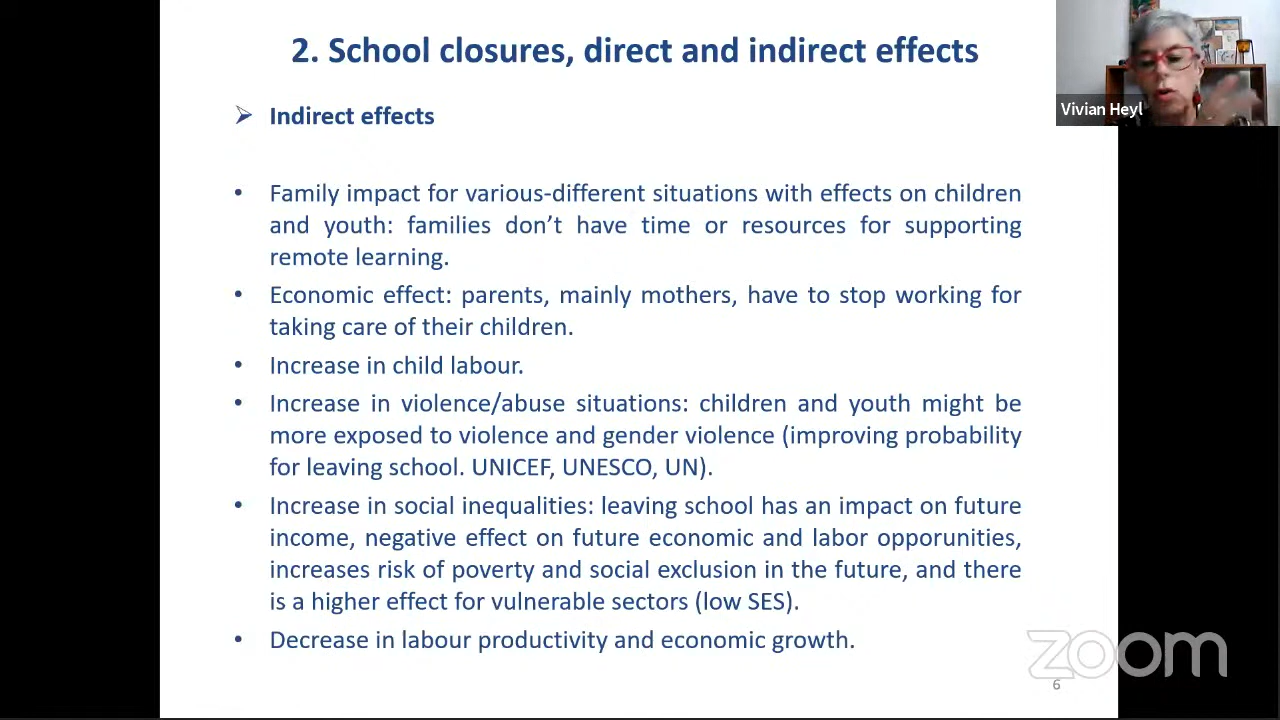 2. School closures, direct and indirect effects
Vivian Heyl
➢ Indirect effects
• Family impact for various-different situations with effects on children
and youth: families don’t have time or resources for supporting
remote learning.
• Economic effect: parents, mainly mothers, have to stop working for
taking care of their children.
• Increase in child labour.
• Increase in violence/abuse situations: children and youth might be
more exposed to violence and gender violence (improving probability
for leaving school. UNICEF, UNESCO, UN).
• Increase in social inequalities: leaving school has an impact on future
income, negative effect on future economic and labor opporunities,
increases risk of poverty and social exclusion in the future, and there
is a higher effect for vulnerable sectors (low SES).
• Decrease in labour productivity and economic growth.
zoom
6